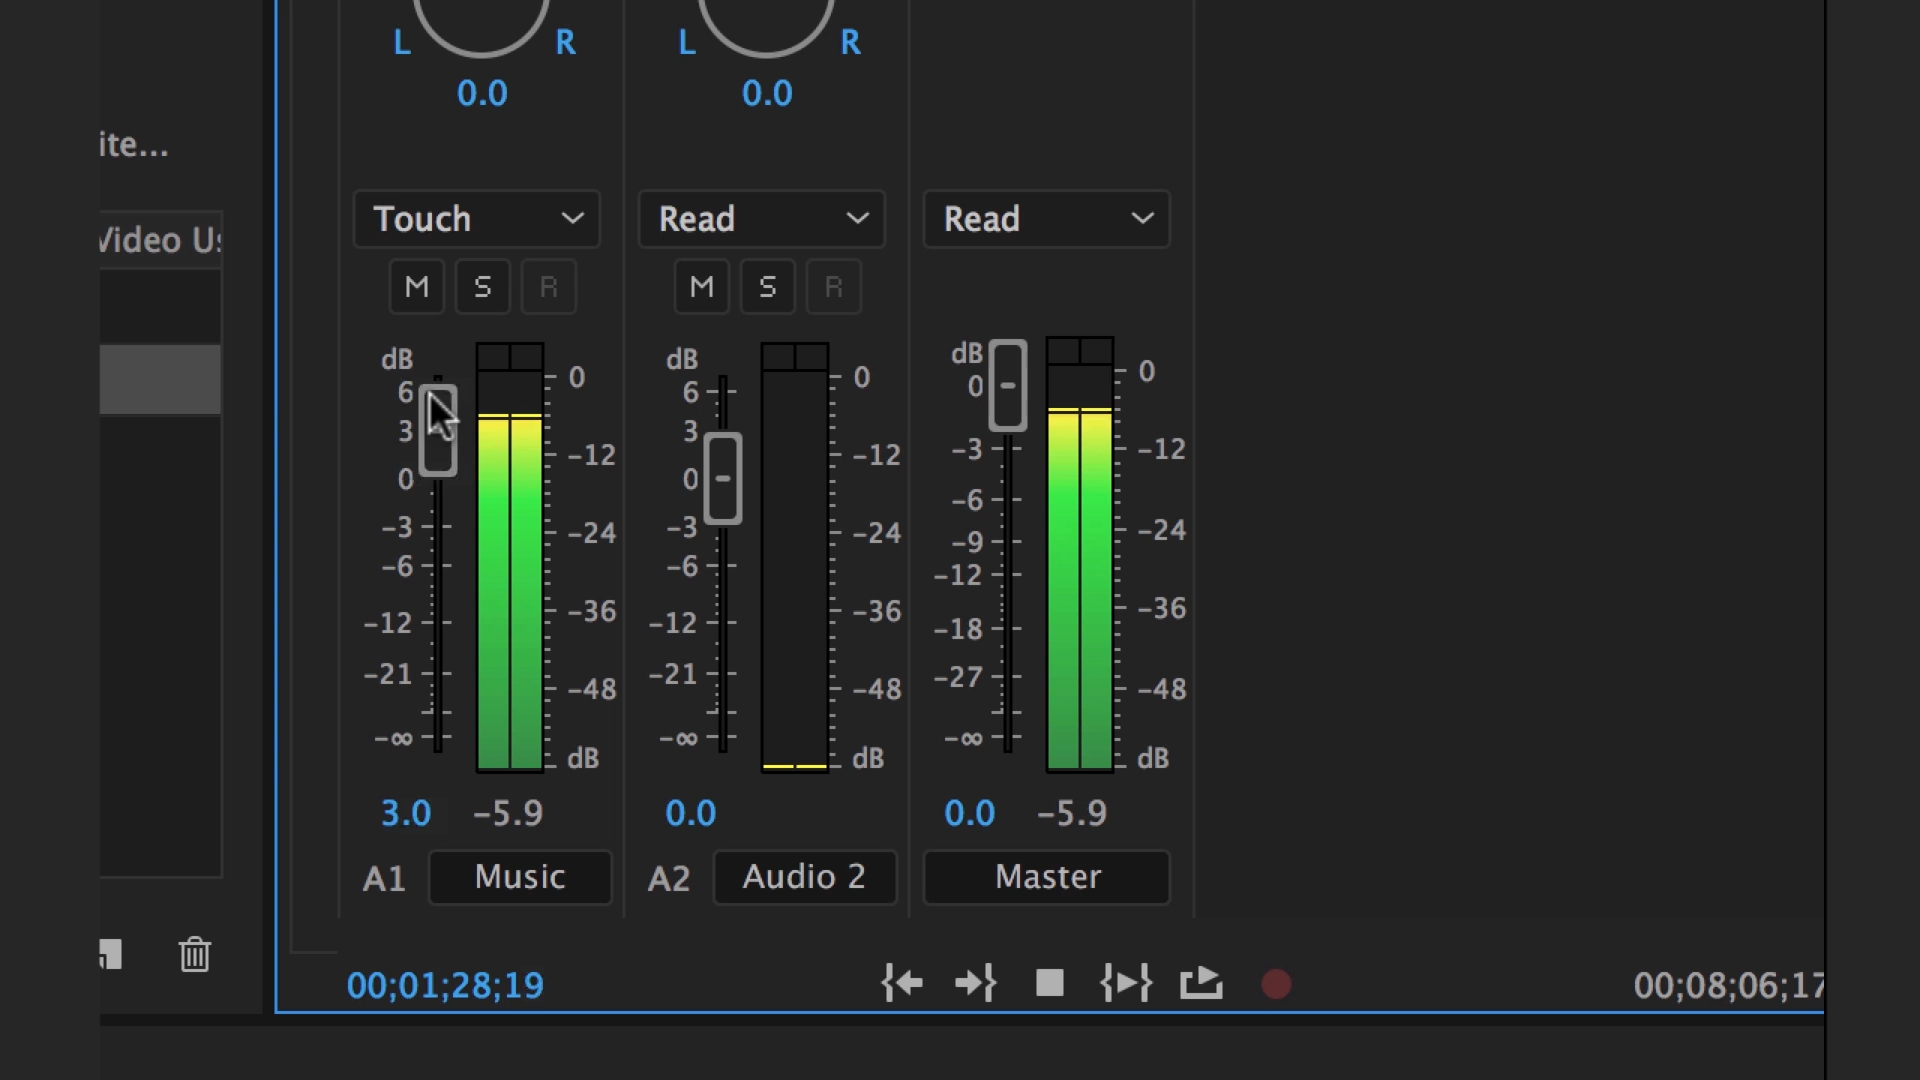 L R L R
0.0 0.0
ite...
Touch Read Read
Video Us
M S R M S R
dB dB dB
6 0 6 0 0 0
3 3
-12 -12 -3 -12
0 0
-3 -24 -3 -24 -6 -24
-6 -6 -9
-12 -36 -12 -36 -12 -36
-18
-21 -48 -21 -48 -27 -48
-∞ dB -∞ dB -∞ dB
3.0 -5.9 0.0 0.0 -5.9
A1 Music A2 Audio 2 Master
00;01;28;19 00;08;06;17